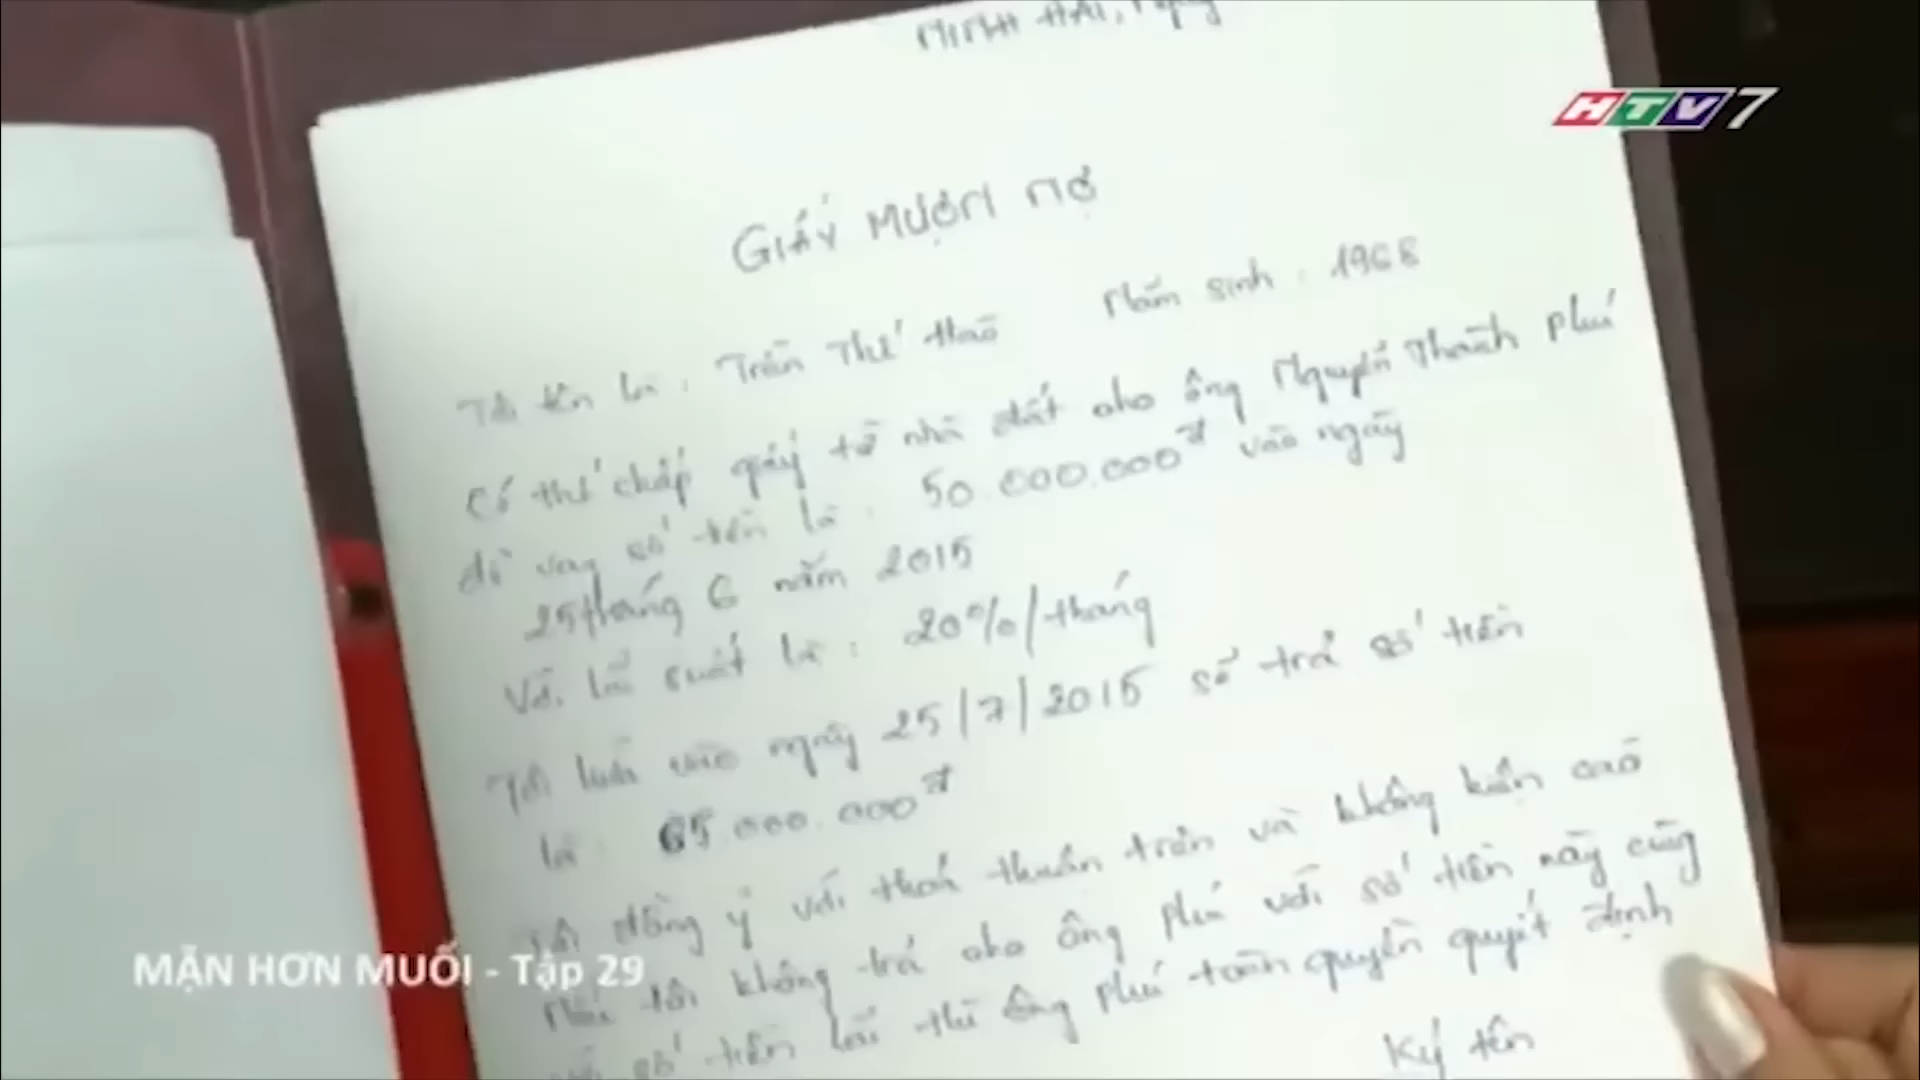 MINH HẢI, Ngày
HTV7
GIẤY MƯỢN NỢ
Tôi tên là : Trần Thế Hào Năm sinh : 1968
Có thế chấp giấy tờ nhà đất cho ông Nguyễn Thành Phú
để vay số tiền là : 50.000.000đ vào ngày
25 tháng 6 năm 2015
Với lãi suất là : 20%/tháng
Tới vào ngày 25/7/2015 sẽ trả số tiền
là : 65.000.000đ
Tôi đồng ý với thoả thuận trên và không kiện cáo
Nếu tôi không trả cho ông Phú với số tiền này cũng
với số tiền lãi thì ông Phú toàn quyền quyết định
Ký tên
MẶN HƠN MUỐI - Tập 29